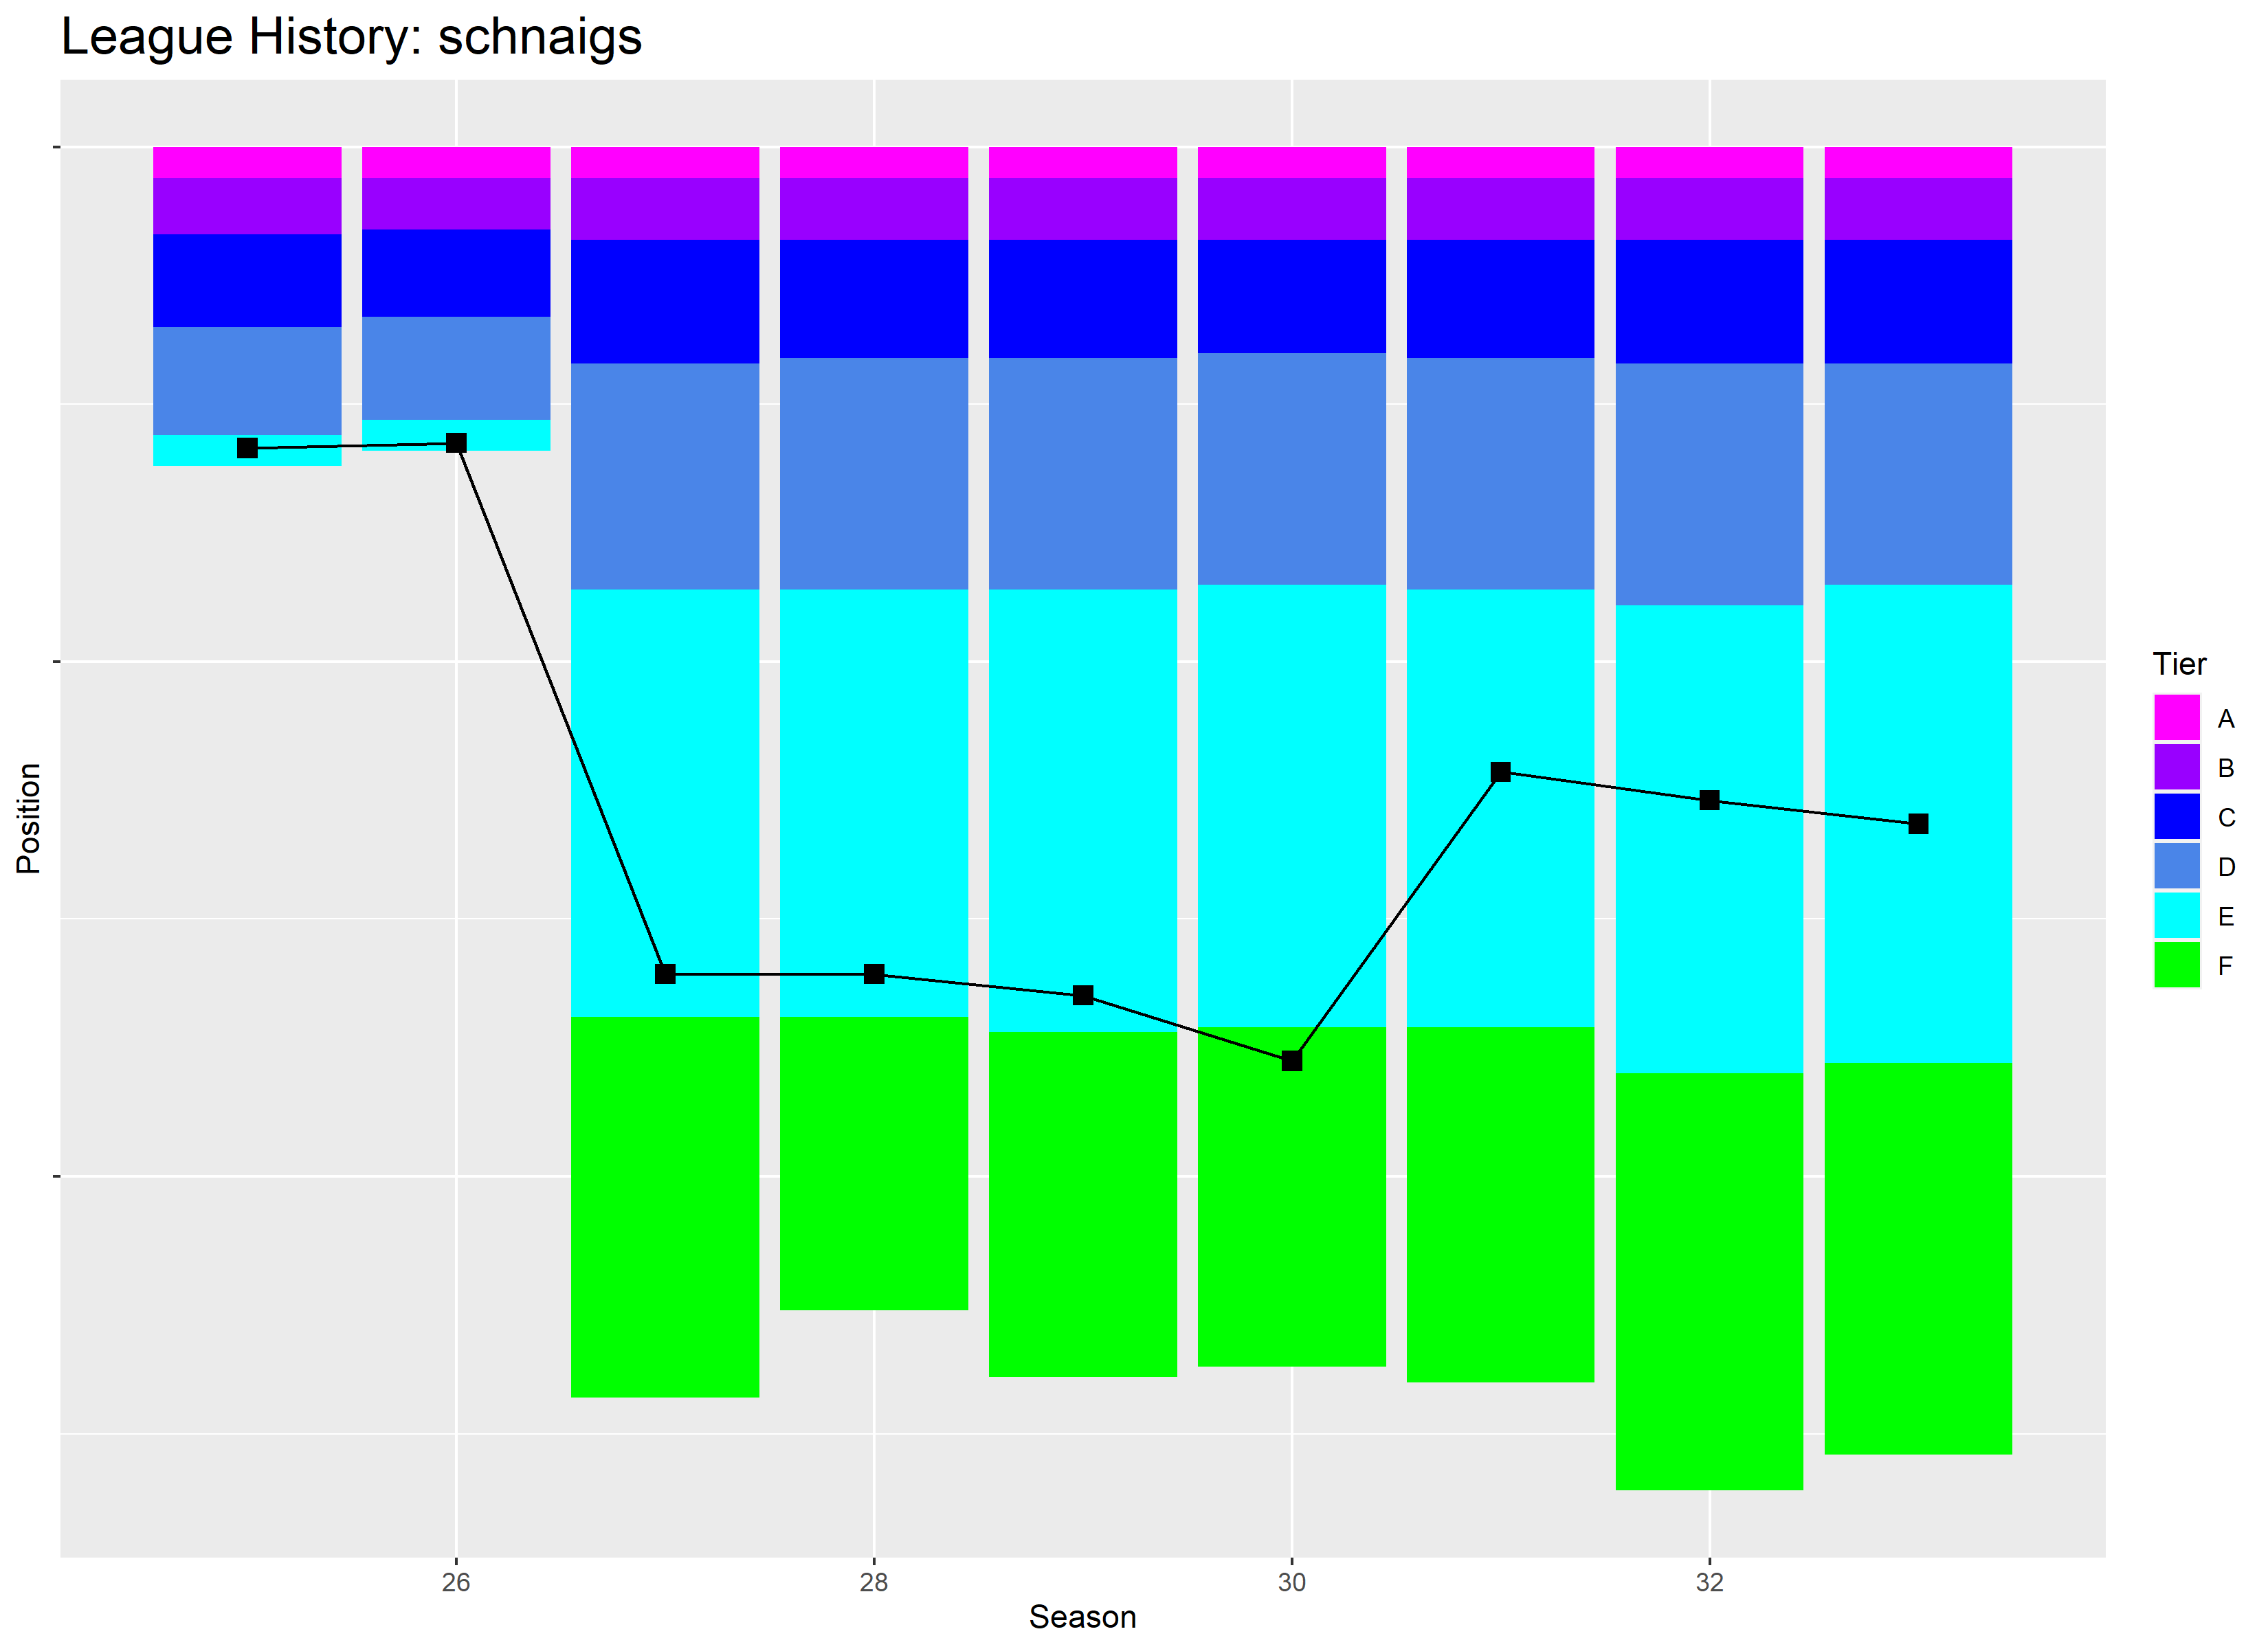 League History: schnaigs
Position
Tier
A
B
C
D
E
F
26
28
30
32
Season